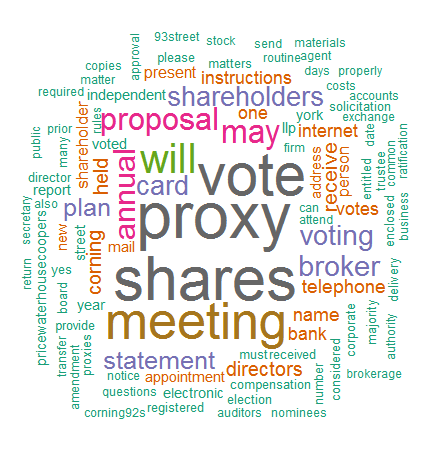 93street stock
copies please send materials
approval matters routine agent
matter present instructions days properly
required independent shareholders costs accounts
rules proposal may one york solicitation
public prior many shareholder voted llp internet exchange
firm date
director held annual will vote address receive person entitled trustee enclosed common ratification
report card
also plan proxy can votes business
secretary new street mail attend voting
corning shares broker
return pricewaterhousecoopers yes telephone delivery
board year meeting name
transfer provide bank corporate majority authority
amendment proxies statement must received directors
notice appointment compensation number considered brokerage
questions electronic election
corning92s registered auditors nominees